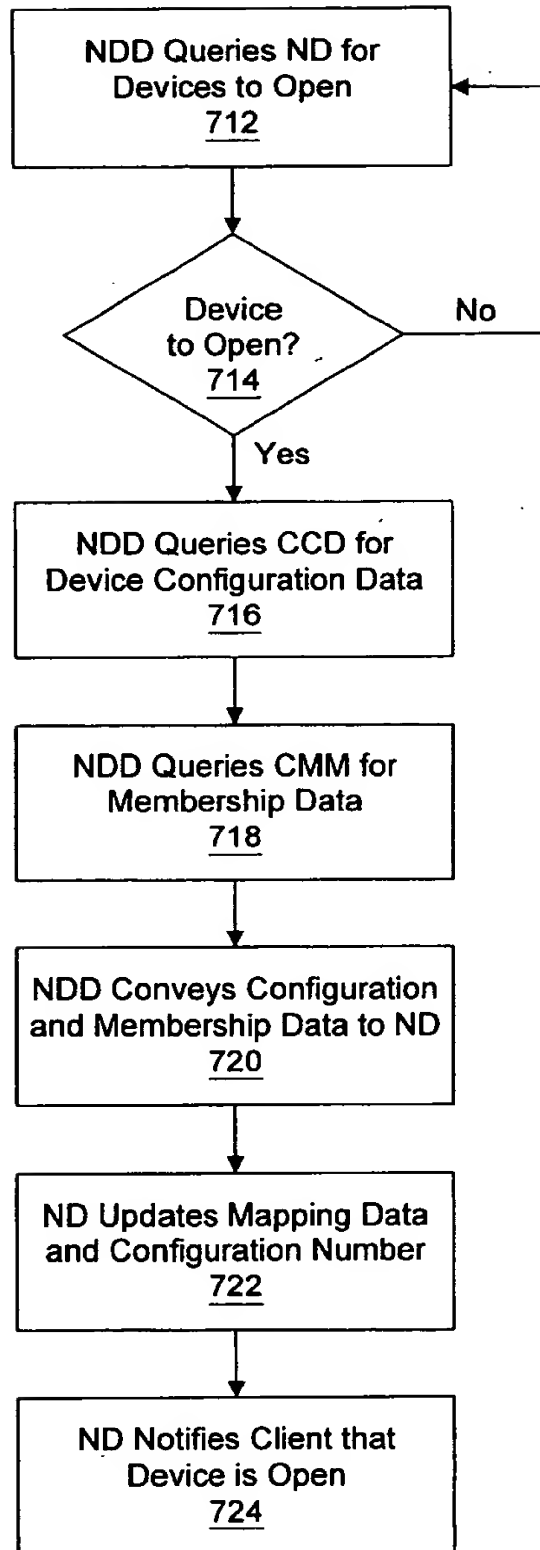 NDD Queries ND for
Devices to Open
712
Device
to Open?
714
No
Yes
NDD Queries CCD for
Device Configuration Data
716
NDD Queries CMM for
Membership Data
718
NDD Conveys Configuration
and Membership Data to ND
720
ND Updates Mapping Data
and Configuration Number
722
ND Notifies Client that
Device is Open
724